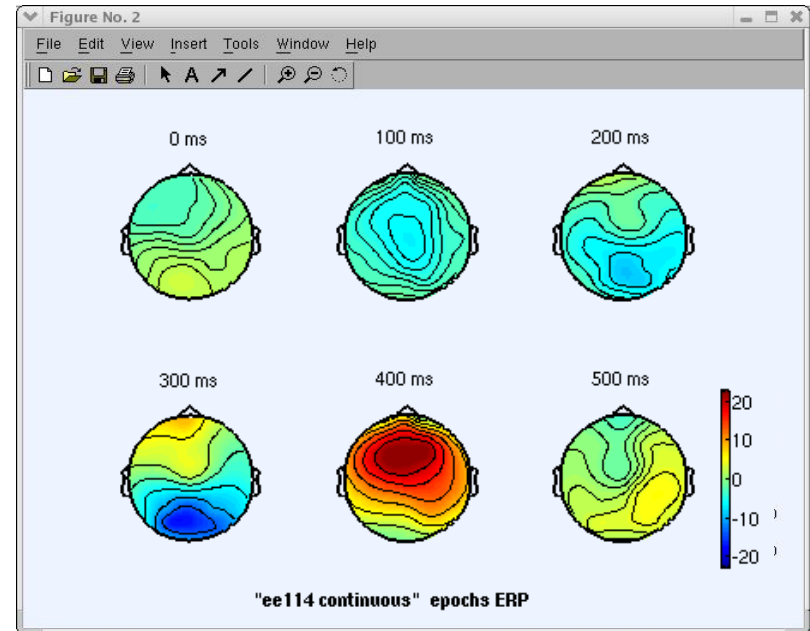 Figure No. 2
File Edit View Insert Tools Window Help
A
0 ms 100 ms 200 ms
300 ms 400 ms 500 ms
20
10
0
-10 )
-20 )
"ee114 continuous" epochs ERP